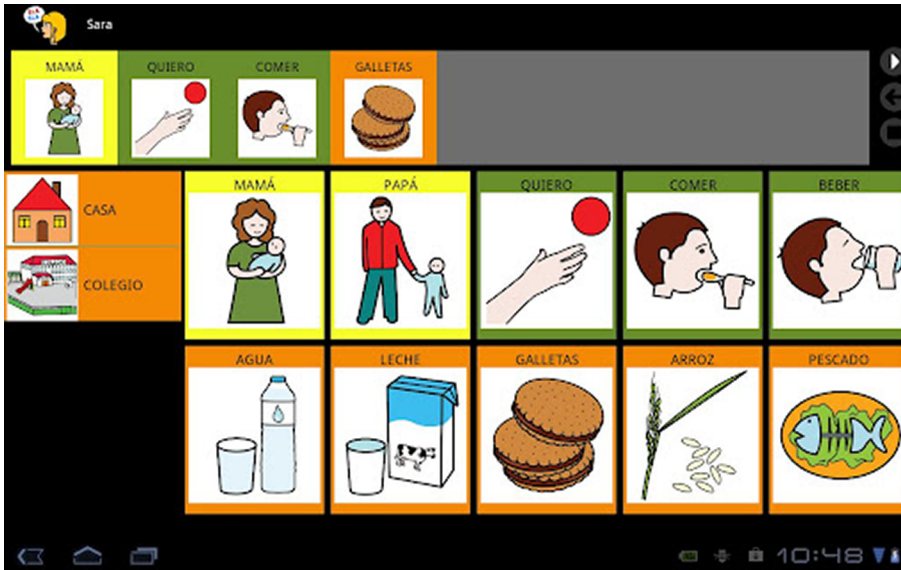 Sara
MAMÁ QUIERO COMER GALLETAS
CASA
COLEGIO
MAMÁ PAPÁ QUIERO COMER BEBER
AGUA LECHE GALLETAS ARROZ PESCADO
10:48